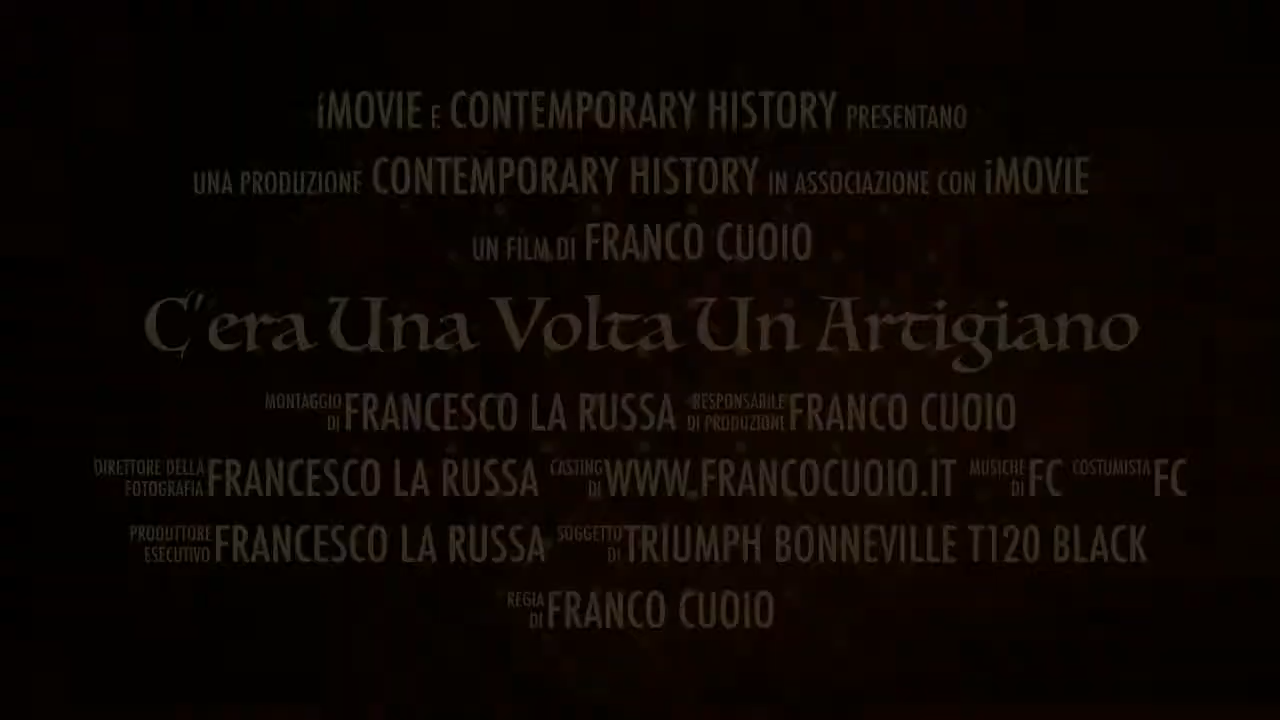 iMOVIE E CONTEMPORARY HISTORY PRESENTANO
UNA PRODUZIONE CONTEMPORARY HISTORY IN ASSOCIAZIONE CON iMOVIE
UN FILM DI FRANCO CUOIO
C"era Una Volta Un Artigiano
MONTAGGIO DI FRANCESCO LA RUSSA RESPONSABILE DI PRODUZIONE FRANCO CUOIO
DIRETTORE DELLA FOTOGRAFIA FRANCESCO LA RUSSA CASTING DI WWW.FRANCOCUOIO.IT MUSICHE DI FC COSTUMISTA FC
PRODUTTORE ESECUTIVO FRANCESCO LA RUSSA SOGGETTO DI TRIUMPH BONNEVILLE T120 BLACK
REGIA DI FRANCO CUOIO